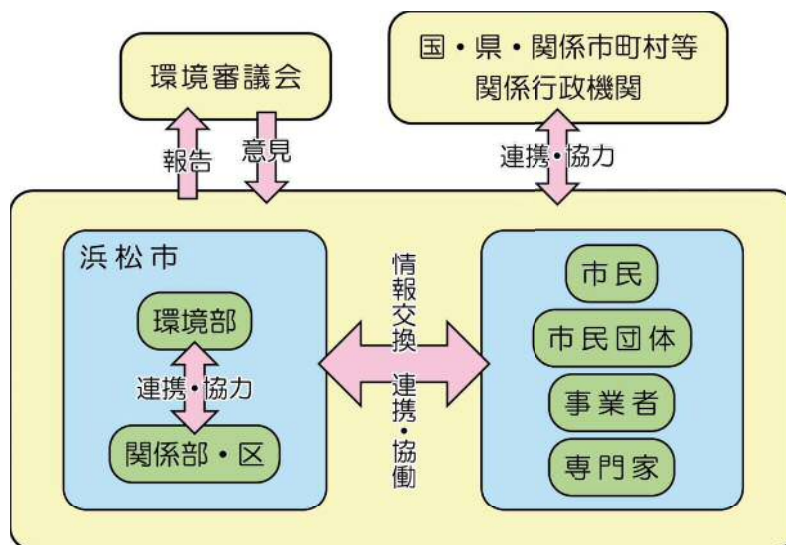 環境審議会
国・県・関係市町村等
関係行政機関
報告
意見
連携・協力
浜松市
環境部
連携・協力
関係部・区
情報交換 連携・協働
市民
市民団体
事業者
専門家